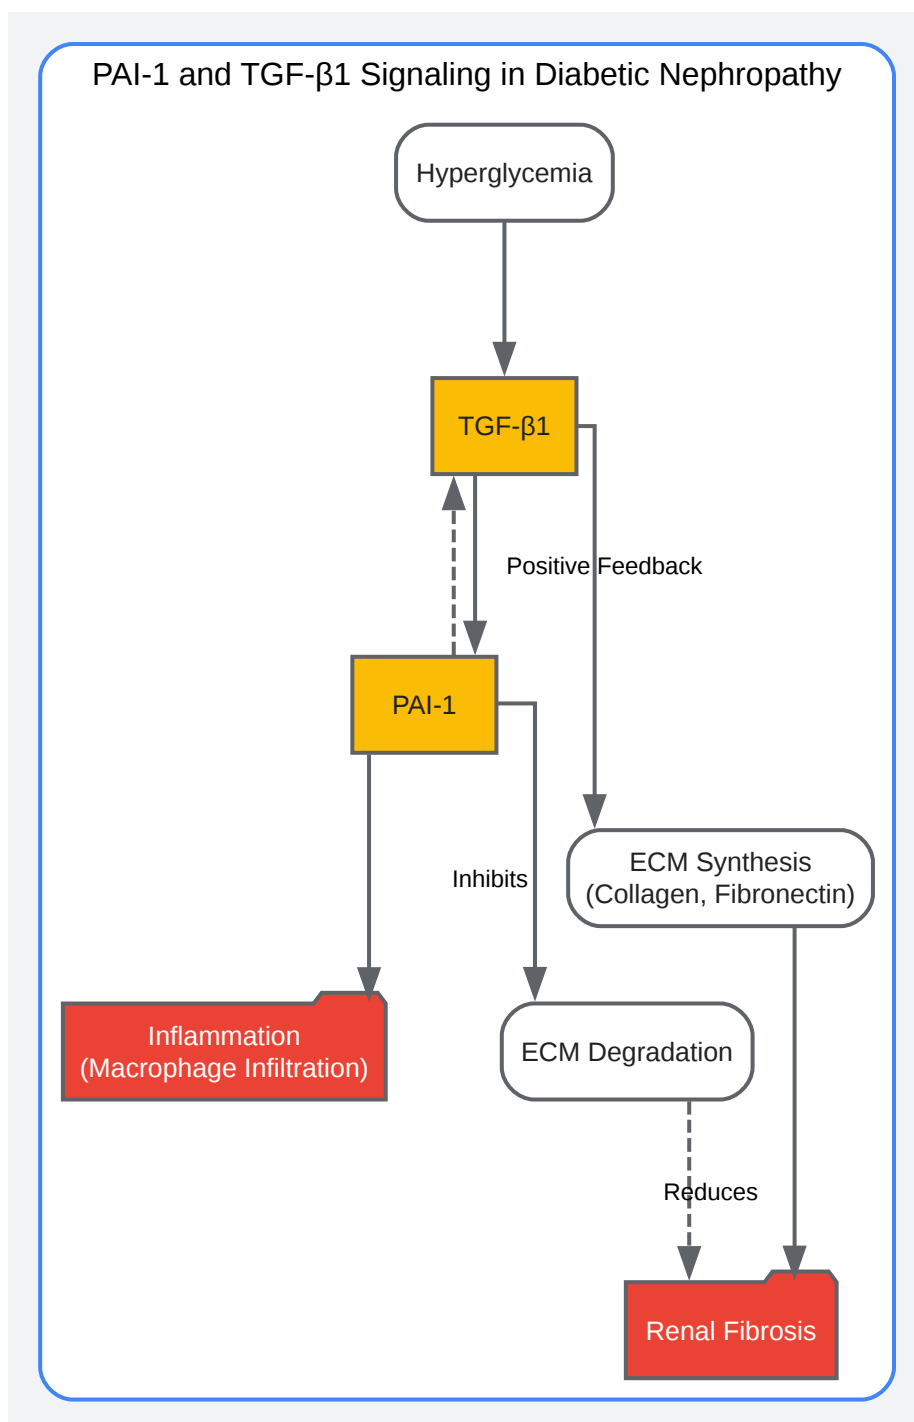 PAI-1 and TGF-β1 Signaling in Diabetic Nephropathy
Hyperglycemia
TGF-β1
Positive Feedback
PAI-1
ECM Synthesis
(Collagen, Fibronectin)
Inhibits
Inflammation
(Macrophage Infiltration)
ECM Degradation
Reduces
Renal Fibrosis